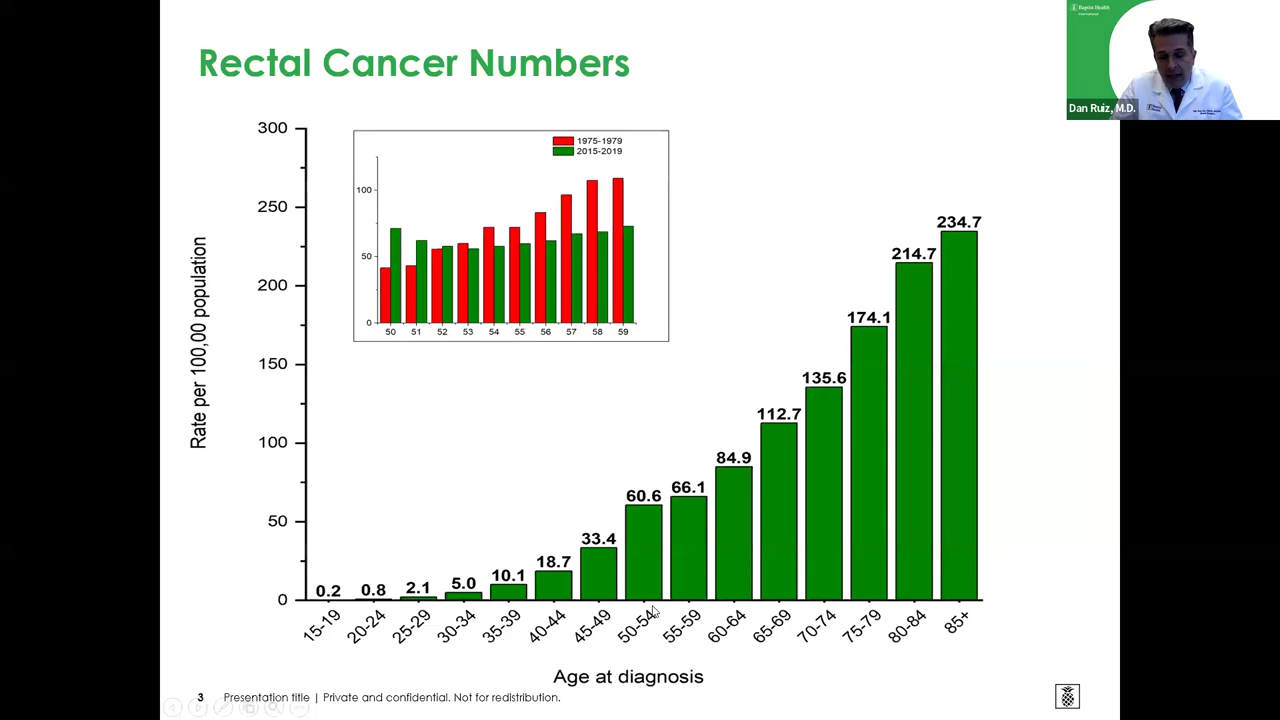 Rectal Cancer Numbers
Baptist Health
International
Dan Ruiz, M.D.
Rate per 100,00 population
300
250
200
150
100
50
0
1975-1979
2015-2019
100
50
0
50 51 52 53 54 55 56 57 58 59
0.2 0.8 2.1 5.0 10.1 18.7 33.4 60.6 66.1 84.9 112.7 135.6 174.1 214.7 234.7
15-19 20-24 25-29 30-34 35-39 40-44 45-49 50-54 55-59 60-64 65-69 70-74 75-79 80-84 85+
Age at diagnosis
3 Presentation title | Private and confidential. Not for redistribution.